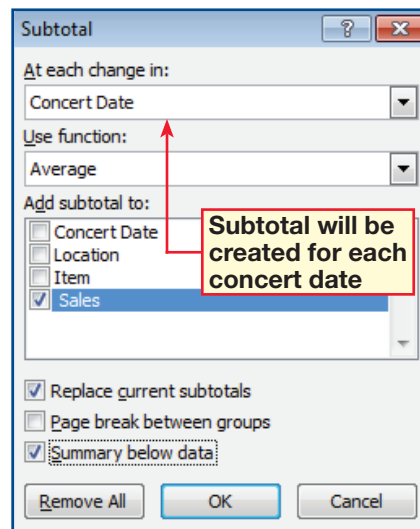 Subtotal
At each change in:
Concert Date
Use function:
Average
Add subtotal to:
Concert Date
Location
Item
Sales
Subtotal will be
created for each
concert date
Replace current subtotals
Page break between groups
Summary below data
Remove All
OK
Cancel